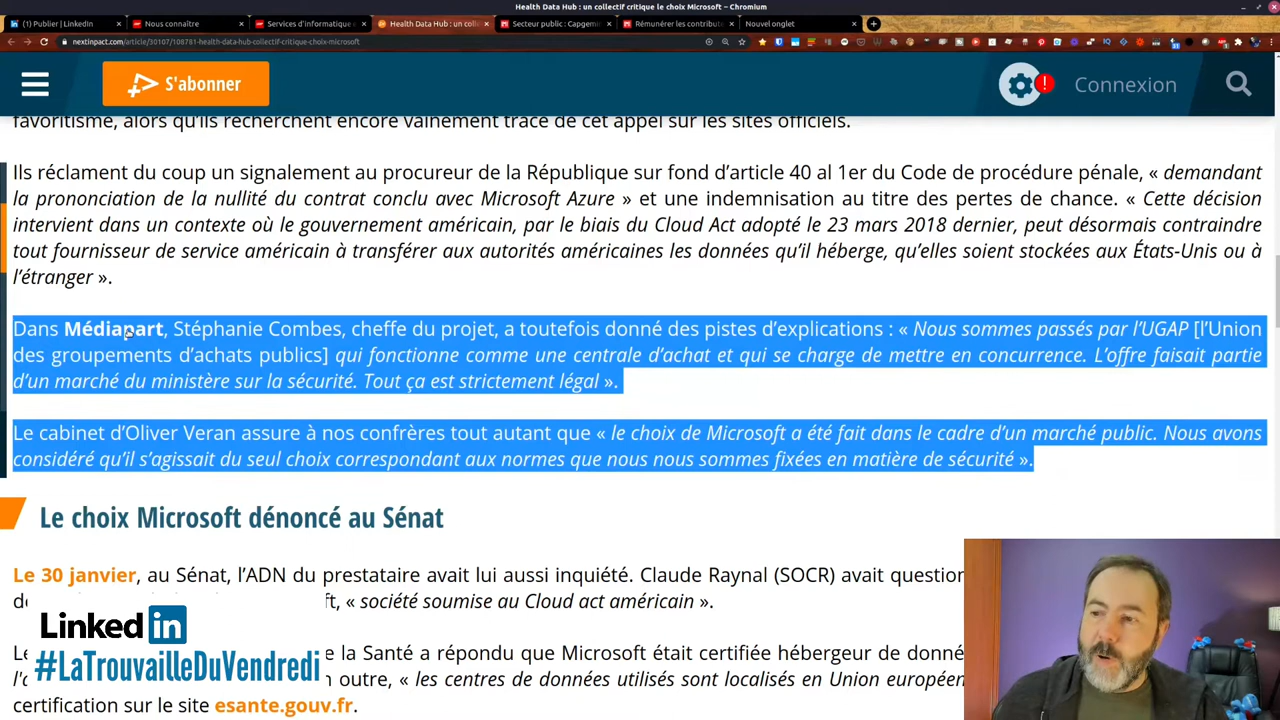 Health Data Hub : un collectif critique le choix Microsoft – Chromium
(1) Publier | LinkedIn
Nous connaître
Services d'informatique e
Health Data Hub : un coll
Secteur public : Capgemin
Rémunérer les contribute
Nouvel onglet
nextinpact.com/article/30107/108781-health-data-hub-collectif-critique-choix-microsoft
S'abonner
Connexion
favoritisme, alors qu'ils recherchent encore vainement trace de cet appel sur les sites officiels.
Ils réclament du coup un signalement au procureur de la République sur fond d'article 40 al 1er du Code de procédure pénale, « demandant
la prononciation de la nullité du contrat conclu avec Microsoft Azure » et une indemnisation au titre des pertes de chance. « Cette décision
intervient dans un contexte où le gouvernement américain, par le biais du Cloud Act adopté le 23 mars 2018 dernier, peut désormais contraindre
tout fournisseur de service américain à transférer aux autorités américaines les données qu'il héberge, qu'elles soient stockées aux États-Unis ou à
l'étranger ».
Dans Médiapart, Stéphanie Combes, cheffe du projet, a toutefois donné des pistes d'explications : « Nous sommes passés par l'UGAP [l'Union
des groupements d'achats publics] qui fonctionne comme une centrale d'achat et qui se charge de mettre en concurrence. L'offre faisait partie
d'un marché du ministère sur la sécurité. Tout ça est strictement légal ».
Le cabinet d'Oliver Veran assure à nos confrères tout autant que « le choix de Microsoft a été fait dans le cadre d'un marché public. Nous avons
considéré qu'il s'agissait du seul choix correspondant aux normes que nous nous sommes fixées en matière de sécurité ».
Le choix Microsoft dénoncé au Sénat
Le 30 janvier, au Sénat, l'ADN du prestataire avait lui aussi inquiété. Claude Raynal (SOCR) avait question
ft, « société soumise au Cloud act américain ».
Linked in
#LaTrouvailleDuVendredi
la Santé a répondu que Microsoft était certifiée hébergeur de donné
outre, « les centres de données utilisés sont localisés en Union européen
certification sur le site esante.gouv.fr.